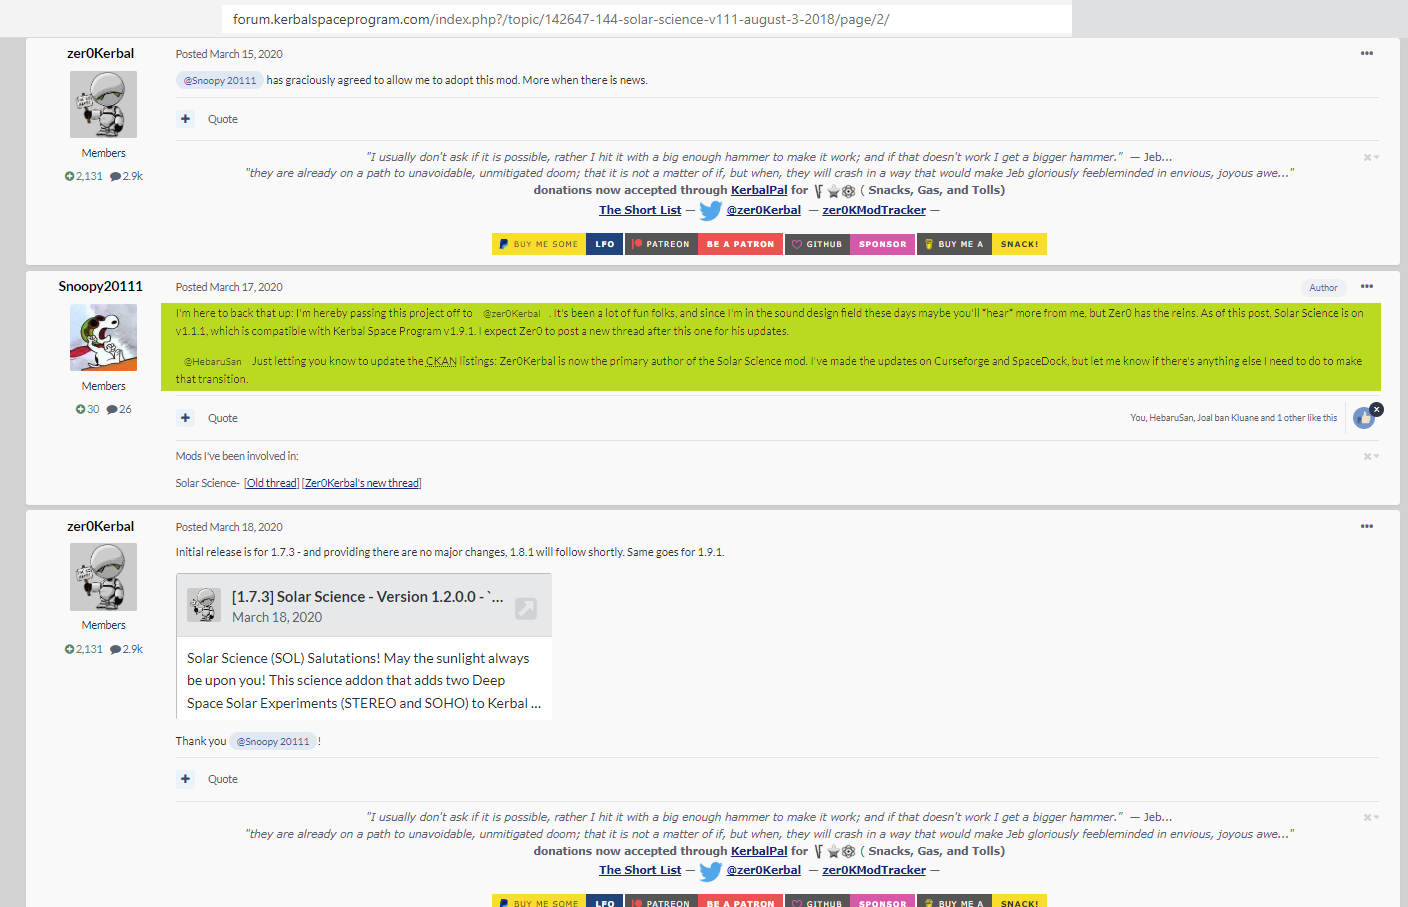 forum.kerbalspaceprogram.com/index.php?/topic/142647-144-solar-science-v111-august-3-2018/page/2/
zer0Kerbal
Posted March 15, 2020
@Snoopy 20111 has graciously agreed to allow me to adopt this mod. More when there is news.
Quote
Members
2,131 2.9k
"I usually don't ask if it is possible, rather I hit it with a big enough hammer to make it work; and if that doesn't work I get a bigger hammer." — Jeb...
"they are already on a path to unavoidable, unmitigated doom; that it is not a matter of if, but when, they will crash in a way that would make Jeb gloriously feebleminded in envious, joyous awe..."
donations now accepted through KerbalPal for ( Snacks, Gas, and Tolls)
The Short List — @zer0Kerbal — zer0KModTracker —
BUY ME SOME LFO PATREON BE A PATRON GITHUB SPONSOR BUY ME A SNACK!
Snoopy20111
Posted March 17, 2020
Author
I'm here to back that up: I'm hereby passing this project off to @zer0Kerbal . It's been a lot of fun folks, and since I'm in the sound design field these days maybe you'll *hear* more from me, but Zer0 has the reins. As of this post, Solar Science is on
v1.1.1, which is compatible with Kerbal Space Program v1.9.1. I expect Zer0 to post a new thread after this one for his updates.
@HebaruSan Just letting you know to update the CKAN listings: Zer0Kerbal is now the primary author of the Solar Science mod. I've made the updates on Curseforge and SpaceDock, but let me know if there's anything else I need to do to make
that transition.
Members
30 26
Quote
You, HebaruSan, Joal ban Kluane and 1 other like this
Mods I've been involved in:
Solar Science- [Old thread] [Zer0Kerbal's new thread]
zer0Kerbal
Posted March 18, 2020
Initial release is for 1.7.3 - and providing there are no major changes, 1.8.1 will follow shortly. Same goes for 1.9.1.
[1.7.3] Solar Science - Version 1.2.0.0 - `...
March 18, 2020
Members
2,131 2.9k
Solar Science (SOL) Salutations! May the sunlight always
be upon you! This science addon that adds two Deep
Space Solar Experiments (STEREO and SOHO) to Kerbal ...
Thank you @Snoopy 20111 !
Quote
"I usually don't ask if it is possible, rather I hit it with a big enough hammer to make it work; and if that doesn't work I get a bigger hammer." — Jeb...
"they are already on a path to unavoidable, unmitigated doom; that it is not a matter of if, but when, they will crash in a way that would make Jeb gloriously feebleminded in envious, joyous awe..."
donations now accepted through KerbalPal for ( Snacks, Gas, and Tolls)
The Short List — @zer0Kerbal — zer0KModTracker —
BUY ME SOME LFO PATREON BE A PATRON GITHUB SPONSOR BUY ME A SNACK!